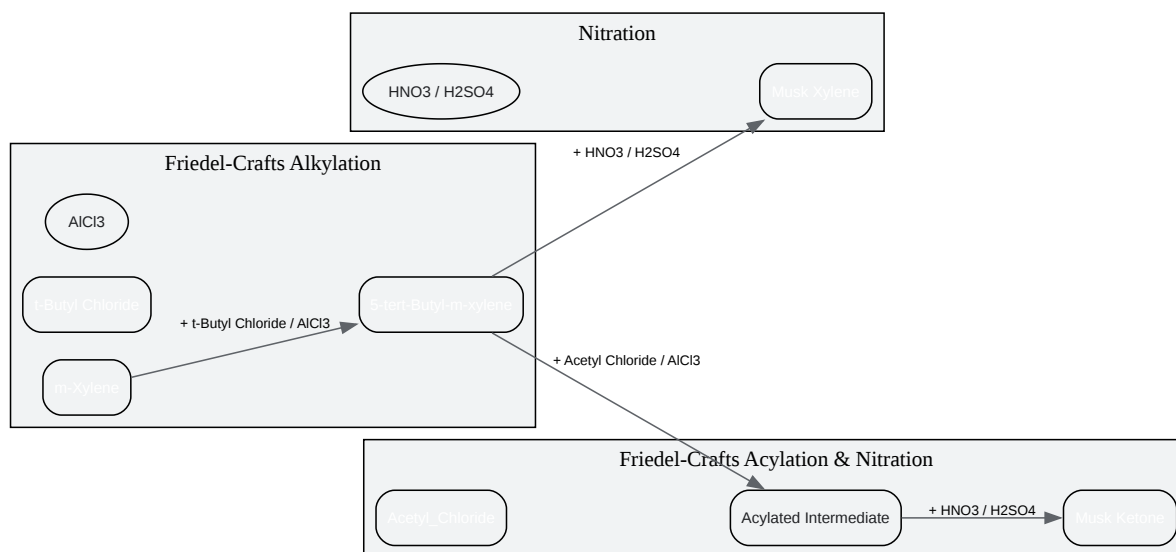 Nitration
HNO3 / H2SO4
Musk Xylene
+ HNO3 / H2SO4
Friedel-Crafts Alkylation
AlCl3
t-Butyl Chloride
5-tert-Butyl-m-xylene
+ t-Butyl Chloride / AlCl3
m-Xylene
+ Acetyl Chloride / AlCl3
Friedel-Crafts Acylation & Nitration
Acetyl_Chloride
Acylated Intermediate
+ HNO3 / H2SO4
Musk Ketone